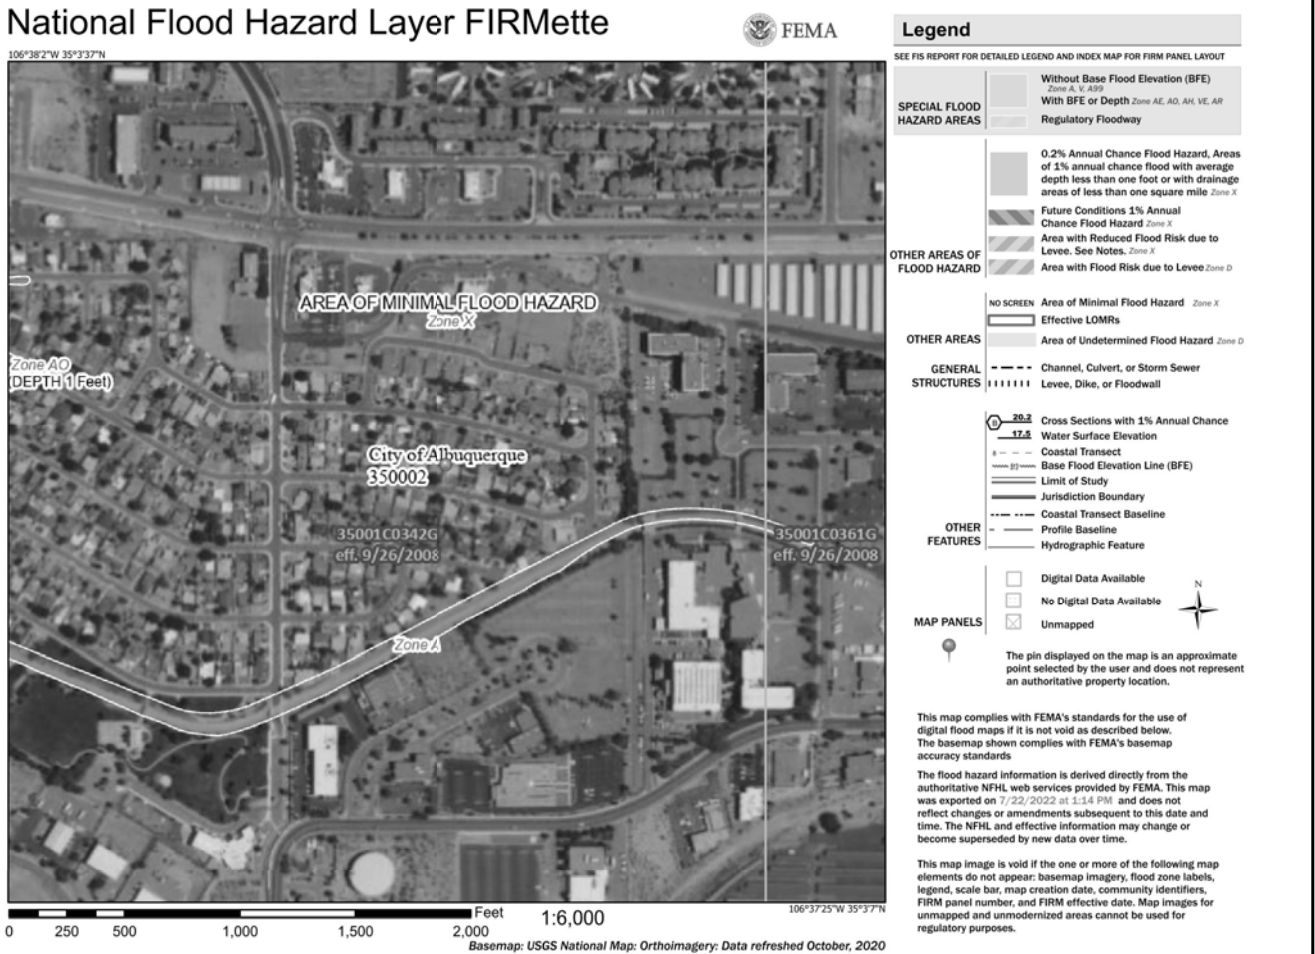 National Flood Hazard Layer FIRMette
FEMA
106°38'2"W 35°3'37"N
AREA OF MINIMAL FLOOD HAZARD
Zone X
Zone AO
(DEPTH 1 Feet)
City of Albuquerque
350002
35001C0342G
eff. 9/26/2008
35001C0361G
eff. 9/26/2008
Zone A
Feet
1:6,000
106°37'25"W 35°3'7"N
0 250 500 1,000 1,500 2,000
Basemap: USGS National Map: Orthoimagery: Data refreshed October, 2020
Legend
SEE FIS REPORT FOR DETAILED LEGEND AND INDEX MAP FOR FIRM PANEL LAYOUT
SPECIAL FLOOD
HAZARD AREAS
Without Base Flood Elevation (BFE)
Zone A, V, A99
With BFE or Depth Zone AE, AO, AH, VE, AR
Regulatory Floodway
OTHER AREAS OF
FLOOD HAZARD
0.2% Annual Chance Flood Hazard, Areas
of 1% annual chance flood with average
depth less than one foot or with drainage
areas of less than one square mile Zone X
Future Conditions 1% Annual
Chance Flood Hazard Zone X
Area with Reduced Flood Risk due to
Levee. See Notes. Zone X
Area with Flood Risk due to Levee Zone D
OTHER AREAS
NO SCREEN Area of Minimal Flood Hazard Zone X
Effective LOMRs
Area of Undetermined Flood Hazard Zone D
GENERAL
STRUCTURES
Channel, Culvert, or Storm Sewer
Levee, Dike, or Floodwall
OTHER
FEATURES
20.2 Cross Sections with 1% Annual Chance
17.5 Water Surface Elevation
Coastal Transect
Base Flood Elevation Line (BFE)
Limit of Study
Jurisdiction Boundary
Coastal Transect Baseline
Profile Baseline
Hydrographic Feature
MAP PANELS
Digital Data Available
No Digital Data Available
Unmapped
N
The pin displayed on the map is an approximate
point selected by the user and does not represent
an authoritative property location.
This map complies with FEMA's standards for the use of
digital flood maps if it is not void as described below.
The basemap shown complies with FEMA's basemap
accuracy standards
The flood hazard information is derived directly from the
authoritative NFHL web services provided by FEMA. This map
was exported on 7/22/2022 at 1:14 PM and does not
reflect changes or amendments subsequent to this date and
time. The NFHL and effective information may change or
become superseded by new data over time.
This map image is void if the one or more of the following map
elements do not appear: basemap imagery, flood zone labels,
legend, scale bar, map creation date, community identifiers,
FIRM panel number, and FIRM effective date. Map images for
unmapped and unmodernized areas cannot be used for
regulatory purposes.